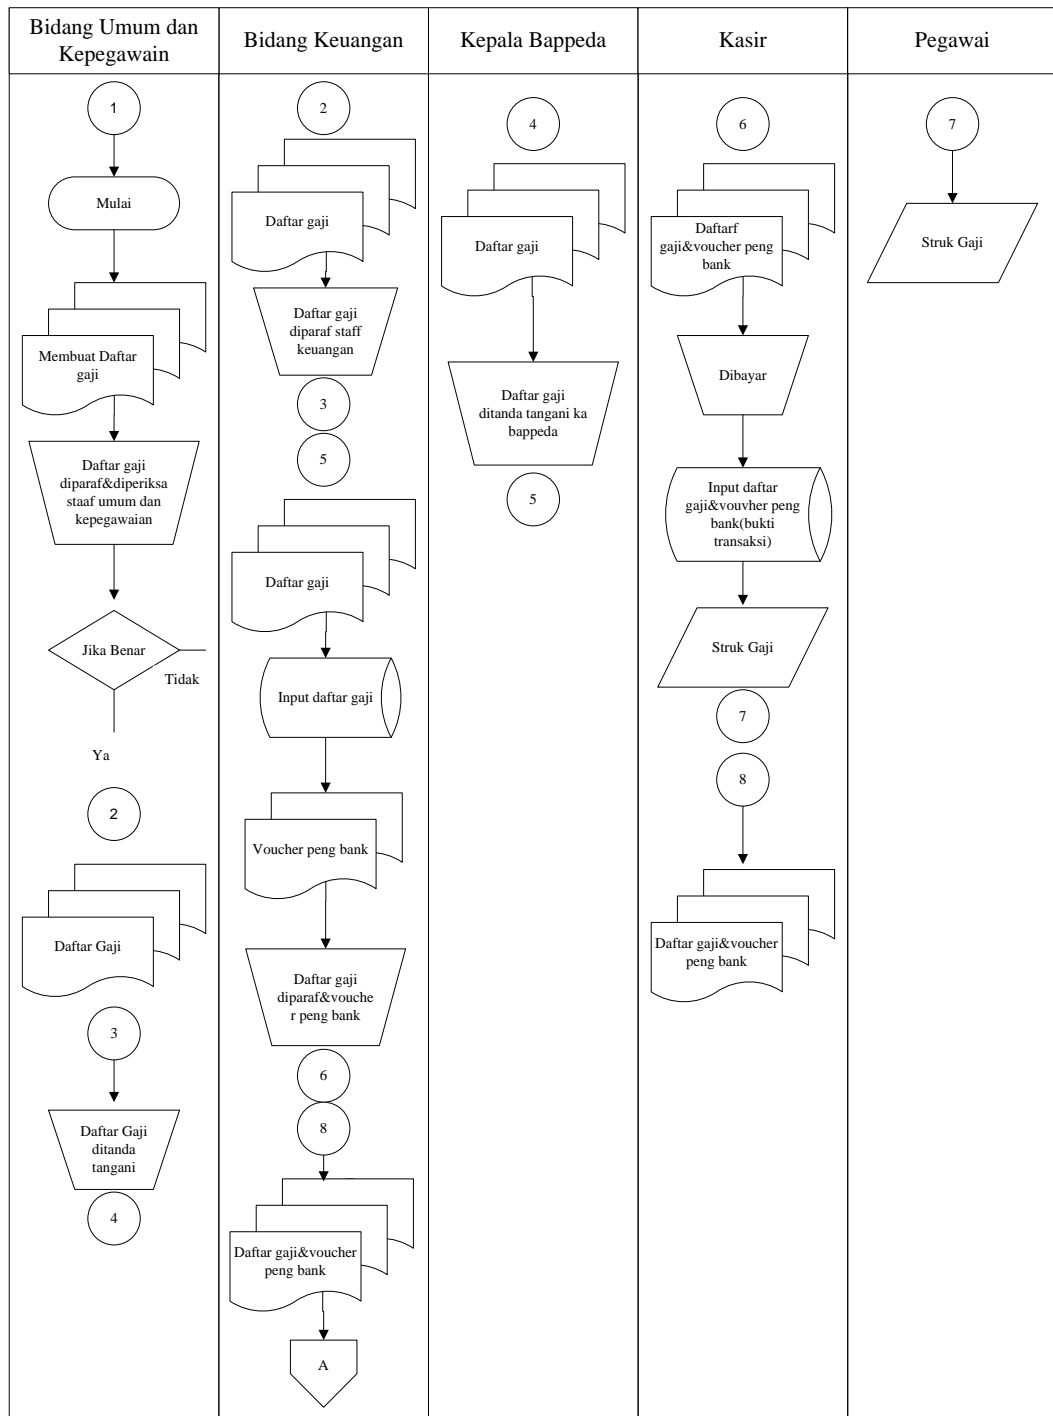 Bidang Umum dan
Kepegawain
Bidang Keuangan
Kepala Bappeda
Kasir
Pegawai
1
Mulai
Membuat Daftar
gaji
Daftar gaji
diparaf&diperiksa
staaf umum dan
kepegawaian
Jika Benar
Tidak
Ya
2
Daftar Gaji
3
Daftar Gaji
ditanda
tangani
4
2
Daftar gaji
Daftar gaji
diparaf staff
keuangan
3
5
Daftar gaji
Input daftar gaji
Voucher peng bank
Daftar gaji
diparaf&vouche
r peng bank
6
8
Daftar gaji&voucher
peng bank
A
4
Daftar gaji
Daftar gaji
ditanda tangani ka
bappeda
5
6
Daftarf
gaji&voucher peng
bank
Dibayar
Input daftar
gaji&vouvher peng
bank(bukti
transaksi)
Struk Gaji
7
8
Daftar gaji&voucher
peng bank
7
Struk Gaji